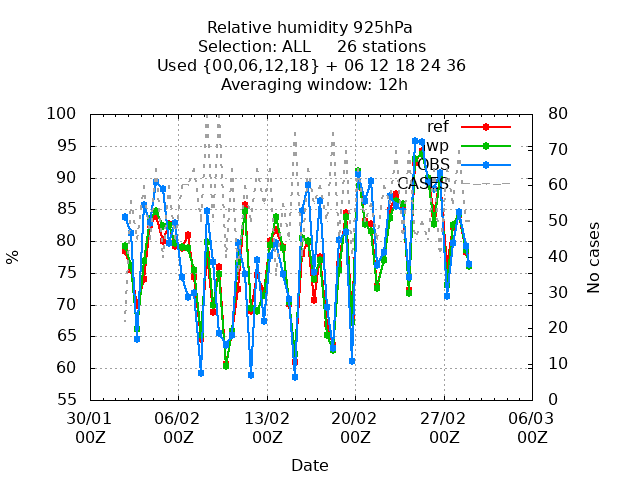 Relative humidity 925hPa
Selection: ALL     26 stations
Used {00,06,12,18} + 06 12 18 24 36
Averaging window: 12h
ref
wp
OBS
CASES
100
95
90
85
80
75
70
65
60
55
%
80
70
60
50
40
30
20
10
0
No cases
30/01 06/02 13/02 20/02 27/02 06/03
00Z 00Z 00Z 00Z 00Z 00Z
Date